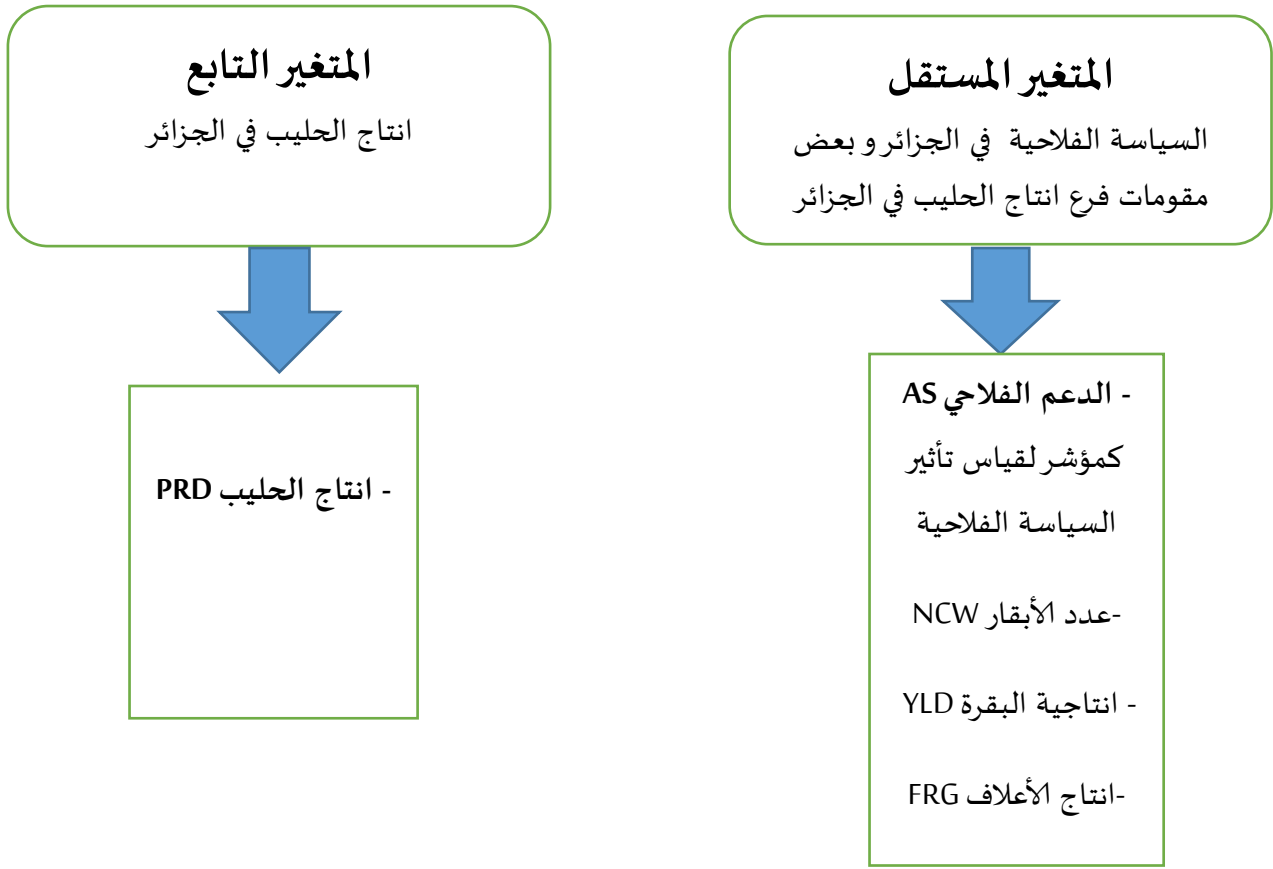 المتغير المستقل
السياسة الفلاحية في الجزائر و بعض
مقومات فرع انتاج الحليب في الجزائر
- الدعم الفلاحي AS
كمؤشر لقياس تأثير
السياسة الفلاحية
-عدد الأبقار NCW
- انتاجية البقرة YLD
-انتاج الأعلاف FRG
المتغير التابع
انتاج الحليب في الجزائر
- انتاج الحليب PRD